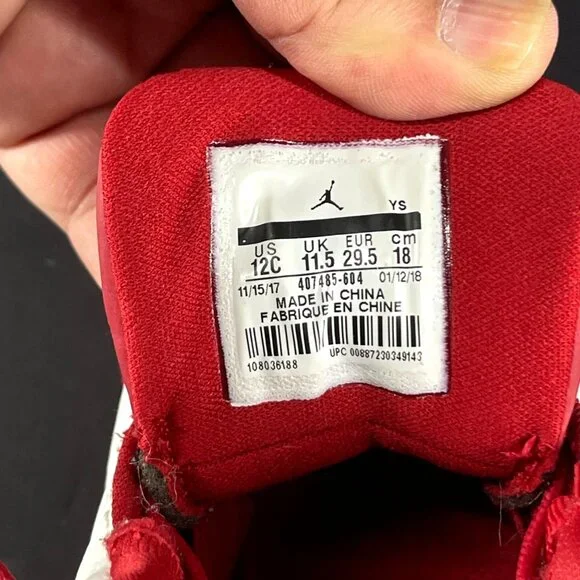 YS
US UK EUR cm
12C 11.5 29.5 18
11/15/17 407485-604 01/12/18
MADE IN CHINA
FABRIQUE EN CHINE
108036188 UPC 00887230349143